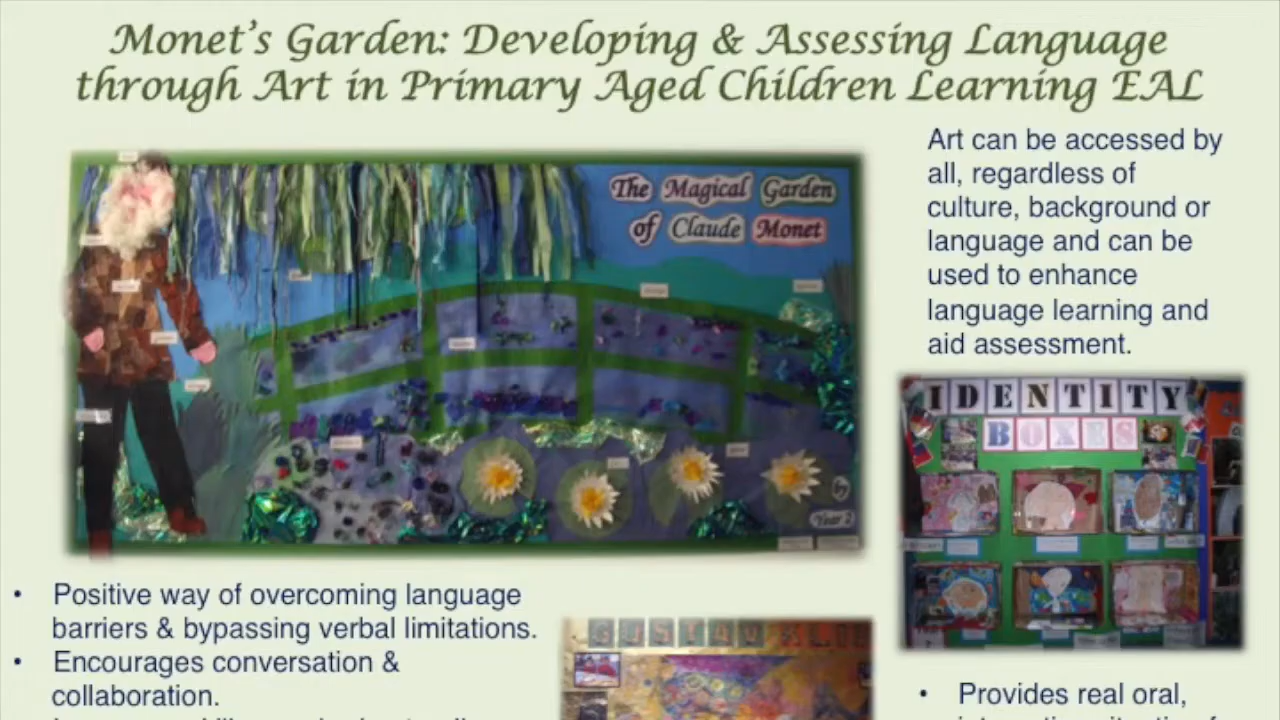 Monet's Garden: Developing & Assessing Language
through Art in Primary Aged Children Learning EAL
Art can be accessed by
all, regardless of
culture, background or
language and can be
used to enhance
language learning and
aid assessment.
The Magical Garden
of Claude Monet
by
Year 2
IDENTITY
BOXES
• Positive way of overcoming language
barriers & bypassing verbal limitations.
• Encourages conversation &
collaboration.
• Provides real oral,